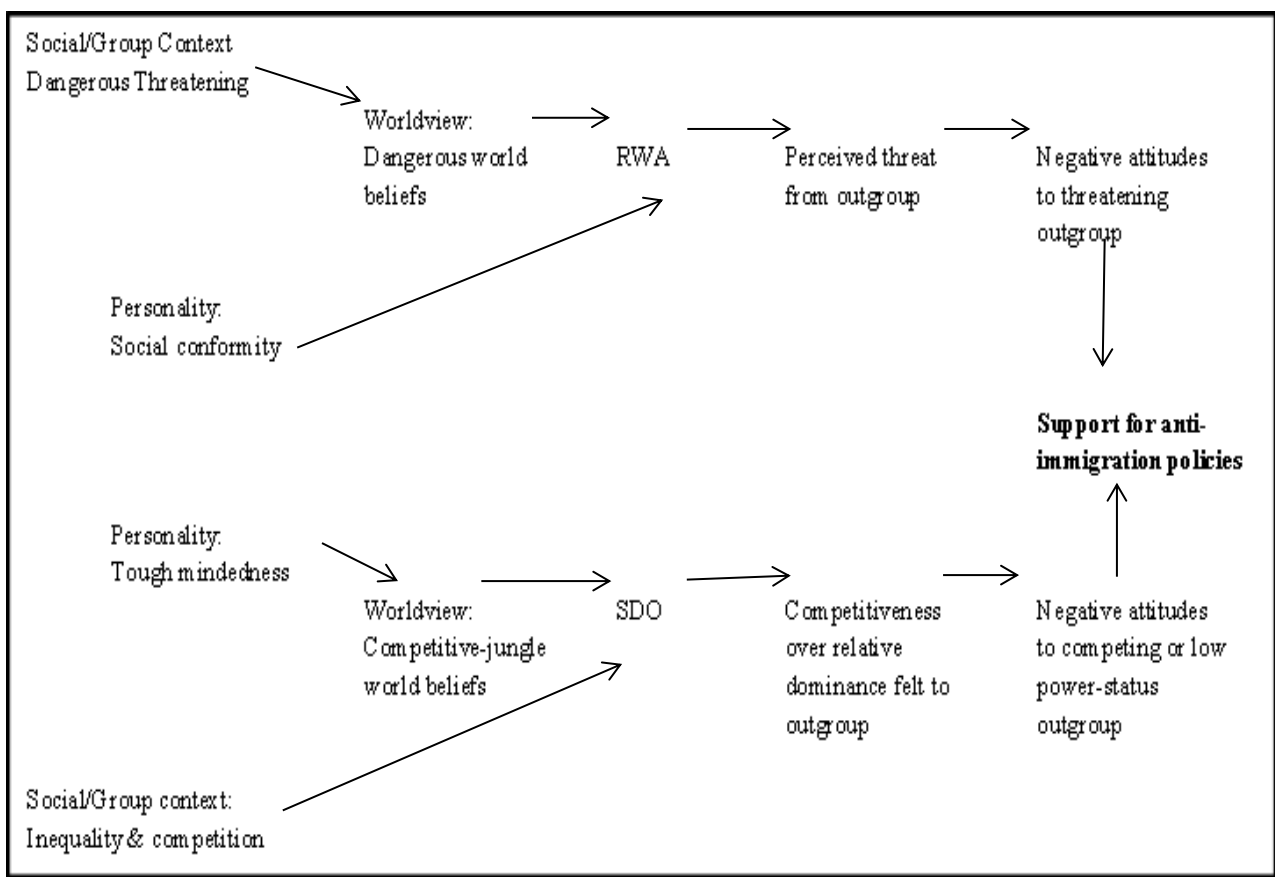 Social/Group Context
Dangerous Threatening
Worldview:
Dangerous world
beliefs
RWA
Perceived threat
from outgroup
Negative attitudes
to threatening
outgroup
Personality:
Social conformity
Support for anti-
immigration policies
Personality:
Tough mindedness
Worldview:
Competitive-jungle
world beliefs
SDO
Competitiveness
over relative
dominance felt to
outgroup
Negative attitudes
to competing or low
power-status
outgroup
Social/Group context:
Inequality & competition